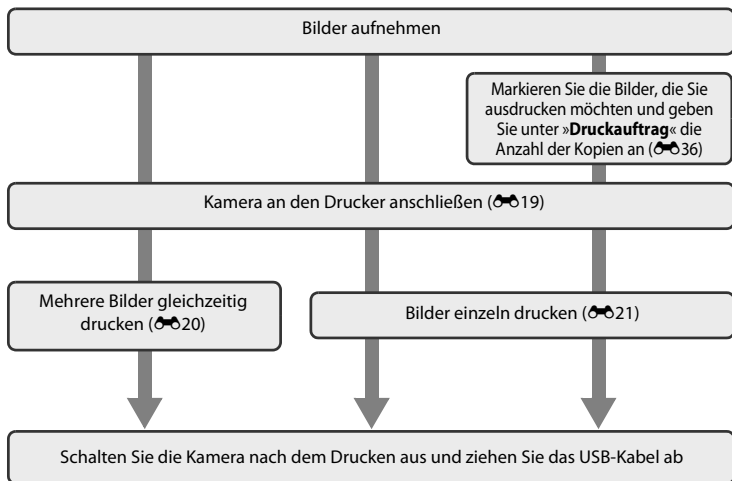 Bilder aufnehmen
Markieren Sie die Bilder, die Sie
ausdrucken möchten und geben
Sie unter »Druckauftrag« die
Anzahl der Kopien an (36)
Kamera an den Drucker anschließen (19)
Mehrere Bilder gleichzeitig
drucken (20)
Bilder einzeln drucken (21)
Schalten Sie die Kamera nach dem Drucken aus und ziehen Sie das USB-Kabel ab